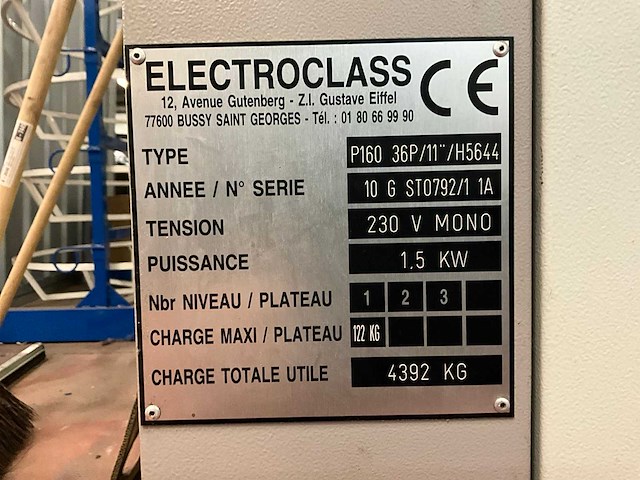 ELECTROCLASS CE
12, Avenue Gutenberg - Z.I. Gustave Eiffel
77600 BUSSY SAINT GEORGES - Tél. : 01 80 66 99 90
TYPE P160 36P/11¨/H5644
ANNEE / N° SERIE 10 G ST0792/1 1A
TENSION 230 V MONO
PUISSANCE 1.5 KW
Nbr NIVEAU / PLATEAU 1 2 3
CHARGE MAXI / PLATEAU 122 KG
CHARGE TOTALE UTILE 4392 KG